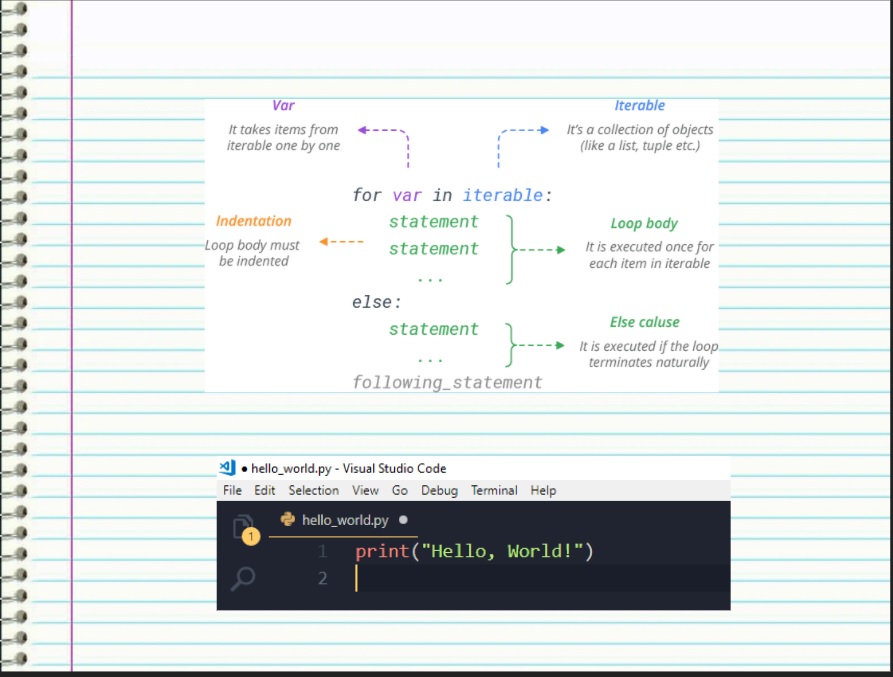 Var
It takes items from
iterable one by one
Iterable
It's a collection of objects
(like a list, tuple etc.)
for var in iterable:
Indentation
Loop body must
be indented
statement
statement
...
Loop body
It is executed once for
each item in iterable
else:
statement
...
Else caluse
It is executed if the loop
terminates naturally
following_statement
● hello_world.py - Visual Studio Code
File Edit Selection View Go Debug Terminal Help
1
hello_world.py ●
1 print("Hello, World!")
2